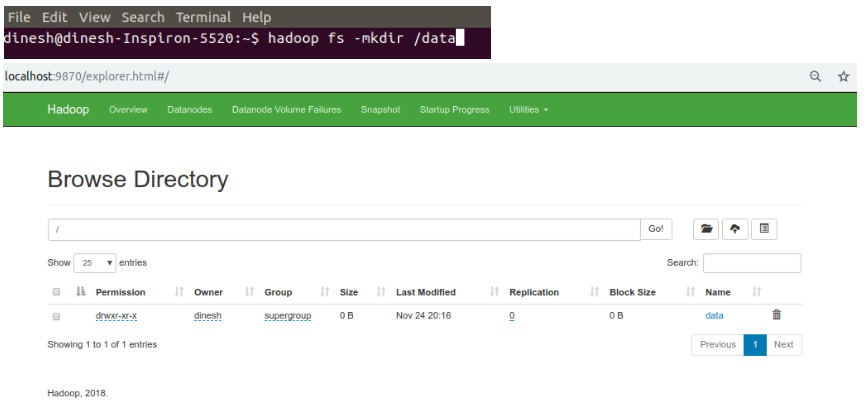 File Edit View Search Terminal Help
dinesh@dinesh-Inspiron-5520:~$ hadoop fs -mkdir /data
localhost:9870/explorer.html#/
Hadoop Overview Datanodes Datanode Volume Failures Snapshot Startup Progress Utilities
Browse Directory
/ Go!
Show 25 entries Search:
Permission Owner Group Size Last Modified Replication Block Size Name
drwxr-xr-x dinesh supergroup 0 B Nov 24 20:16 0 0 B data
Showing 1 to 1 of 1 entries Previous 1 Next
Hadoop, 2018.